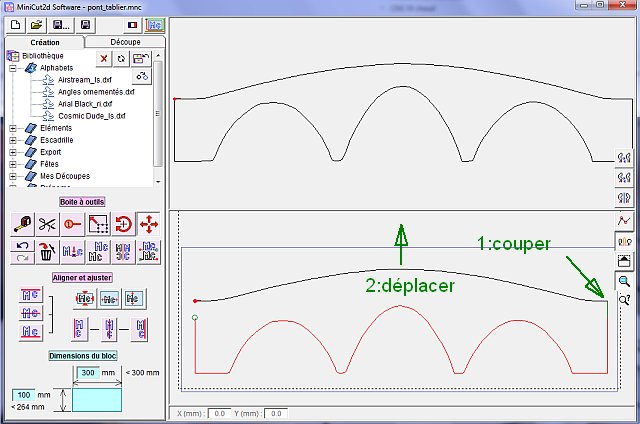 MiniCut2d Software - pont_tablier.mnc
Création
Découpe
Bibliothèque
Alphabets
Airstream_ls.dxf
Angles ornementés.dxf
Arial Black_ri.dxf
Cosmic Dude_ls.dxf
Eléments
Escadrille
Export
Fêtes
Mes Découpes
Boite à outils
Aligner et ajuster
Dimensions du bloc
300 mm < 300 mm
100 mm
< 264 mm
1:couper
2:déplacer
X (mm) : 0.0 Y (mm) : 0.0